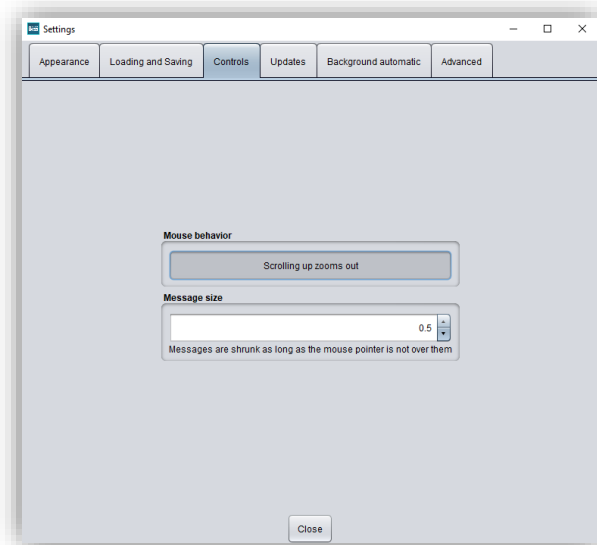 Settings
Appearance Loading and Saving Controls Updates Background automatic Advanced
Mouse behavior
Scrolling up zooms out
Message size
0.5
Messages are shrunk as long as the mouse pointer is not over them
Close